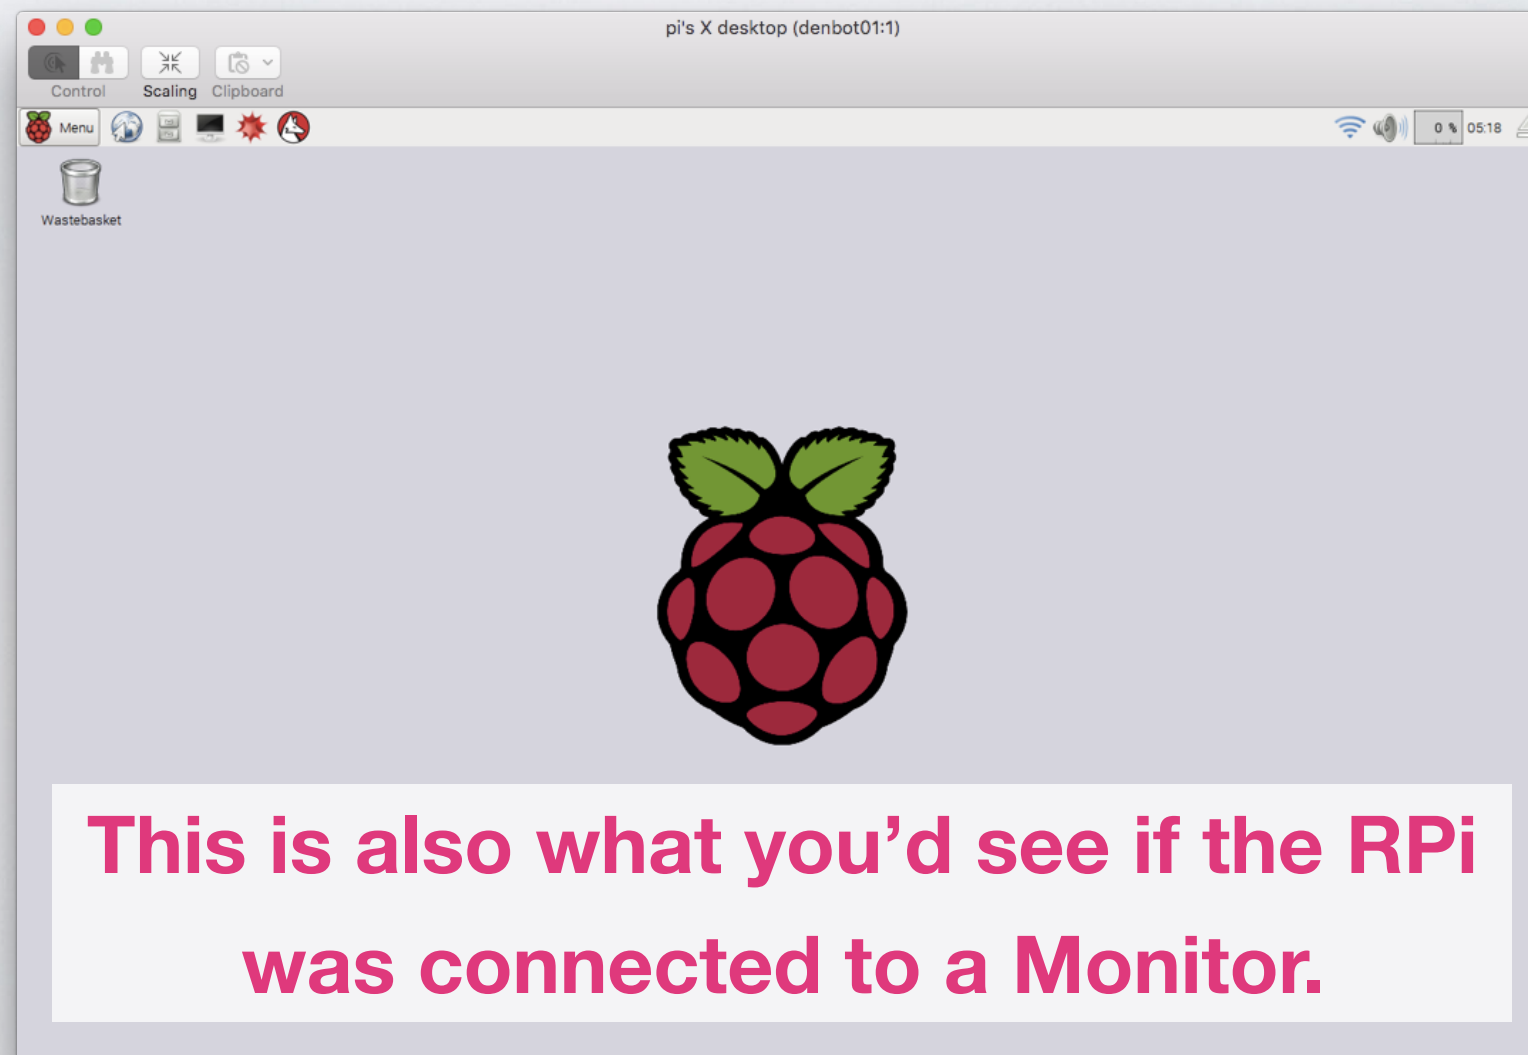 pi's X desktop (denbot01:1)
Control Scaling Clipboard
Menu 0 % 05:18
Wastebasket
This is also what you’d see if the RPi
was connected to a Monitor.